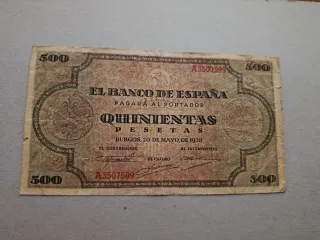 500 A3507599 500
EL BANCO DE ESPAÑA
PAGARÁ AL PORTADOR
QUINIENTAS
PESETAS
BURGOS, 20 DE MAYO, DE 1938
EL GOBERNADOR EL INTERVENTOR
EL CAJERO
500 A3507599 500